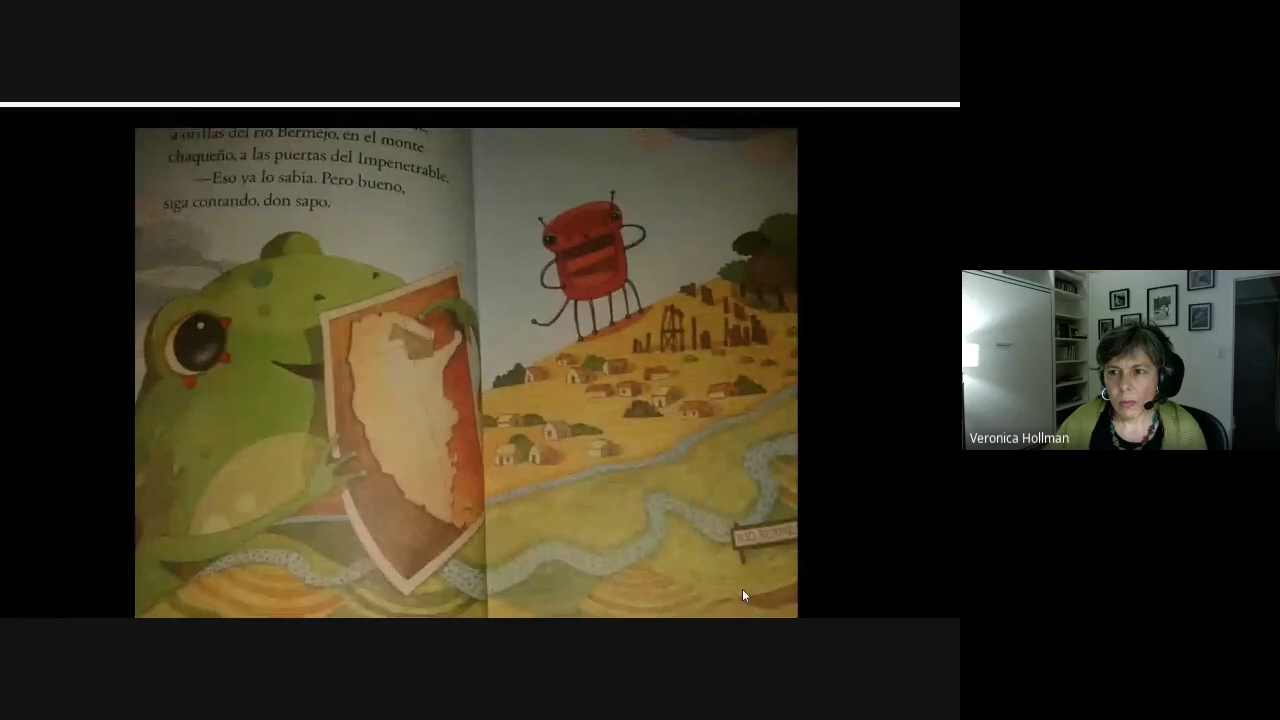 a orillas del río Bermejo, en el monte
chaqueño, a las puertas del Impenetrable.
—Eso ya lo sabía. Pero bueno,
siga contando, don sapo.
Veronica Hollman